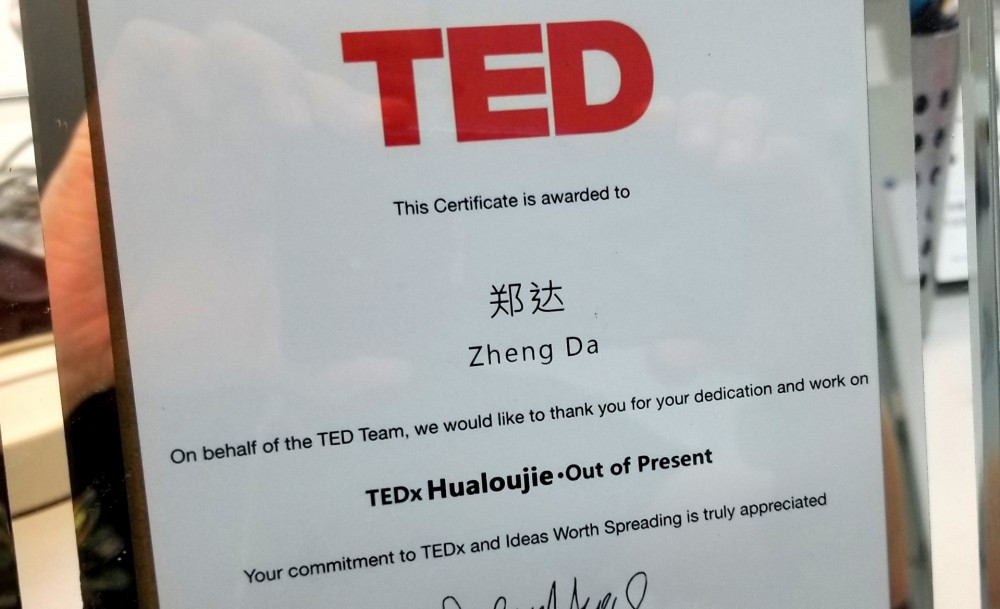 TED
This Certificate is awarded to
郑达
Zheng Da
On behalf of the TED Team, we would like to thank you for your dedication and work on
TEDx Hualoujie·Out of Present
Your commitment to TEDx and Ideas Worth Spreading is truly appreciated